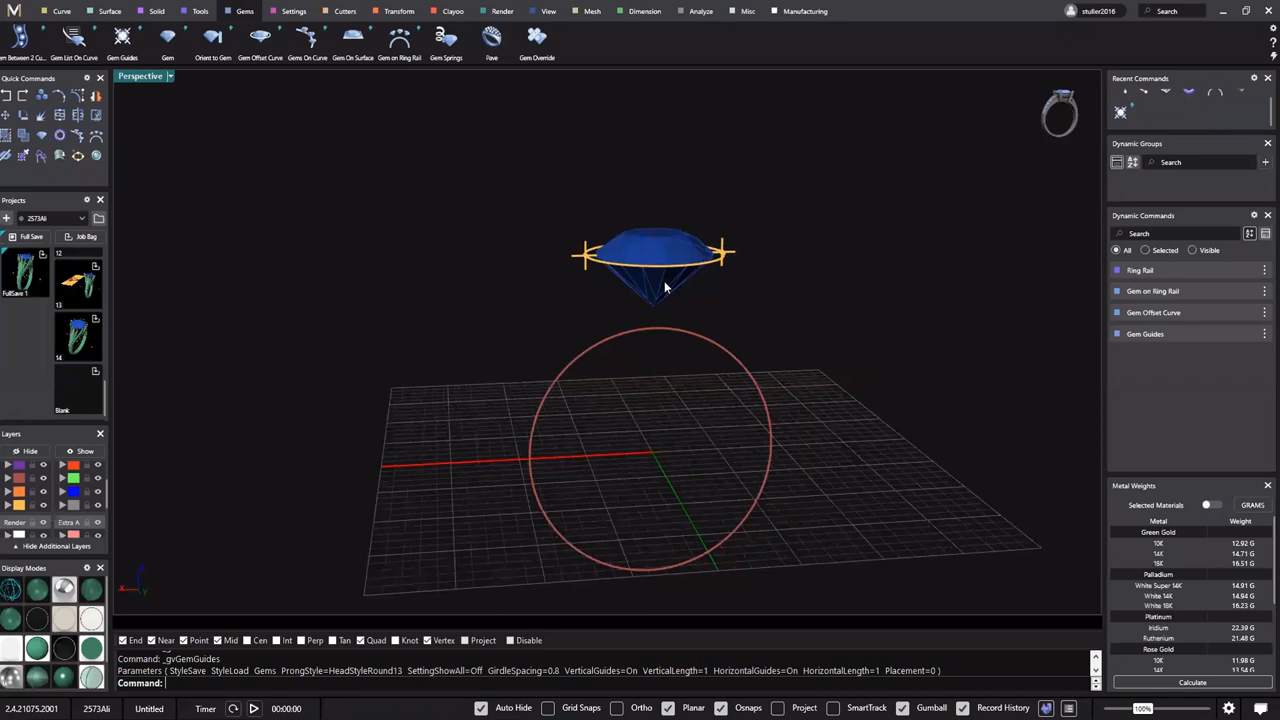 Curve Surface Solid Tools Gems Settings Cutters Transform Clayoo Render View Mesh Dimension Analyze Misc Manufacturing stuller2016 Search
em Between 2 Cu... Gem List On Curve Gem Guides Gem Orient to Gem Gem Offset Curve Gems On Curve Gem On Surface Gem on Ring Rail Gem Springs Pave Gem Override
Quick Commands
Perspective
Recent Commands
Dynamic Groups
Search
Projects
2573Ali
Full Save Job Bag
12
FullSave 1
13
14
Blank
Dynamic Commands
Search
All Selected Visible
Ring Rail
Gem on Ring Rail
Gem Offset Curve
Gem Guides
Layers
Hide Show
Render Extra A
Hide Additional Layers
Display Modes
x y
Metal Weights
Selected Materials GRAMS
Metal Weight
Green Gold
10K 12.92 G
14K 14.71 G
18K 16.51 G
Palladium
White Super 14K 14.91 G
White 14K 14.94 G
White 18K 16.23 G
Platinum
Iridium 22.39 G
Ruthenium 21.48 G
Rose Gold
10K 11.98 G
14K 13.54 G
Calculate
End Near Point Mid Cen Int Perp Tan Quad Knot Vertex Project Disable
Command: _gvGemGuides
Parameters ( StyleSave StyleLoad Gems ProngStyle=HeadStyleRound1 SettingShowAll=Off GirdleSpacing=0.8 VerticalGuides=On VerticalLength=1 HorizontalGuides=On HorizontalLength=1 Placement=0 )
Command:
2.4.21075.2001 2573Ali Untitled Timer 00:00:00 Auto Hide Grid Snaps Ortho Planar Osnaps Project SmartTrack Gumball Record History 100%